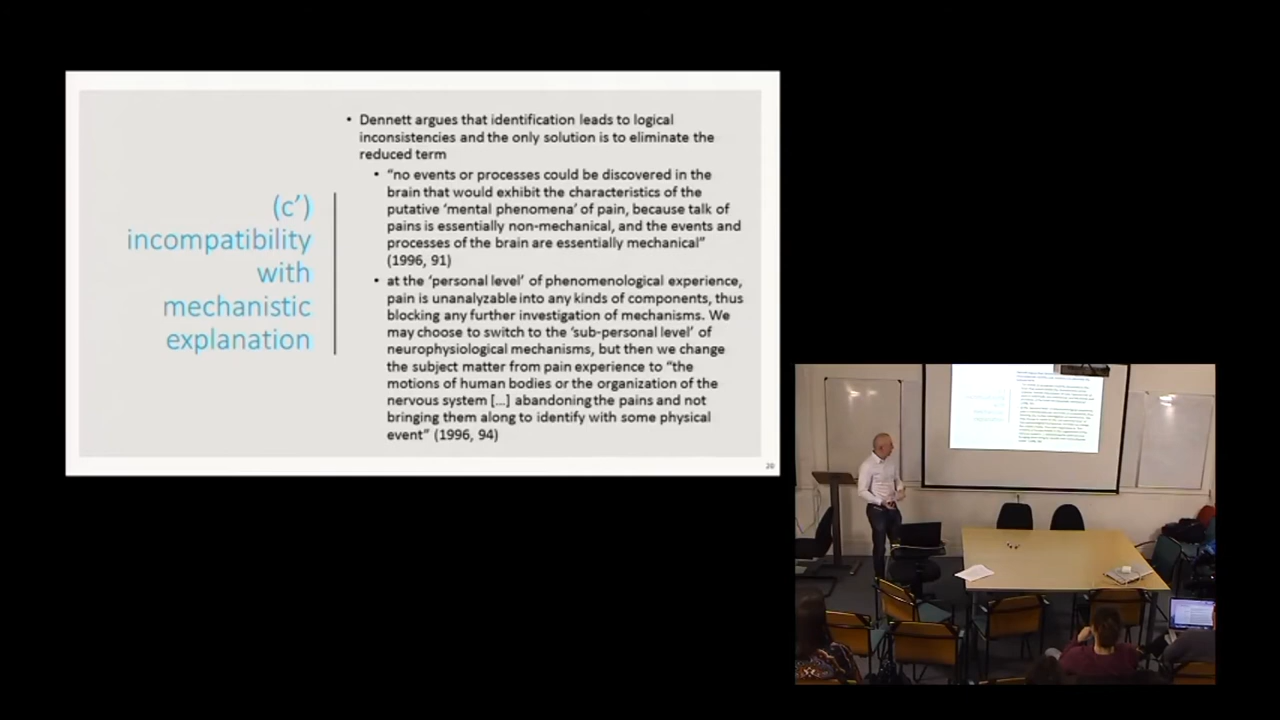 (c’)
incompatibility
with
mechanistic
explanation
• Dennett argues that identification leads to logical
inconsistencies and the only solution is to eliminate the
reduced term
• “no events or processes could be discovered in the
brain that would exhibit the characteristics of the
putative ‘mental phenomena’ of pain, because talk of
pains is essentially non-mechanical, and the events and
processes of the brain are essentially mechanical”
(1996, 91)
• at the ‘personal level’ of phenomenological experience,
pain is unanalyzable into any kinds of components, thus
blocking any further investigation of mechanisms. We
may choose to switch to the ‘sub-personal level’ of
neurophysiological mechanisms, but then we change
the subject matter from pain experience to “the
motions of human bodies or the organization of the
nervous system [...] abandoning the pains and not
bringing them along to identify with some physical
event” (1996, 94)
20